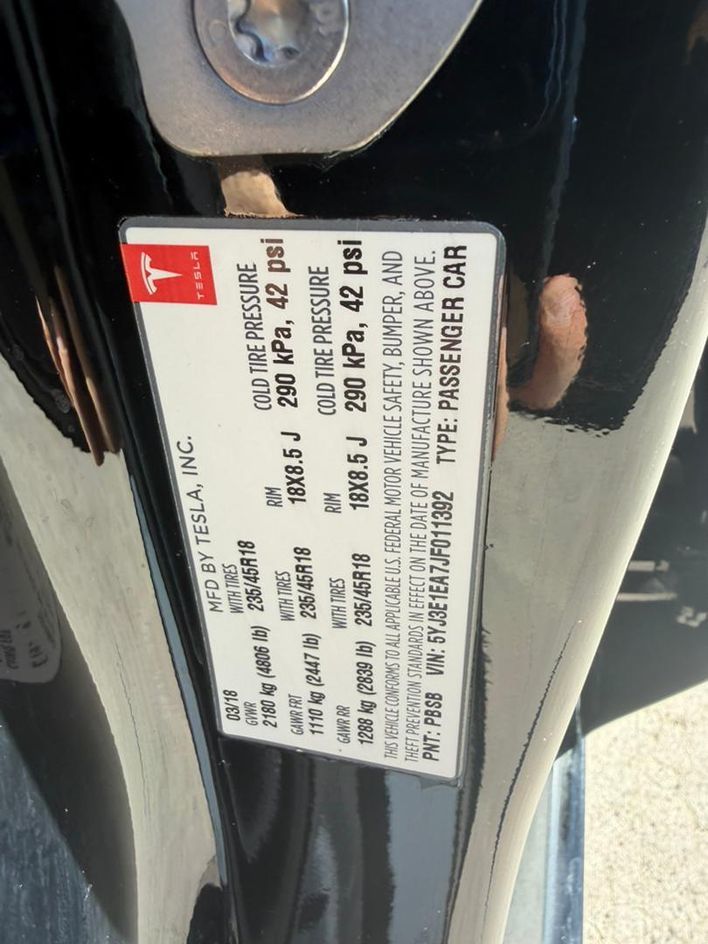 TESLA
MFD BY TESLA, INC.
03/18
GVWR WITH TIRES RIM COLD TIRE PRESSURE
2180 kg (4806 lb) 235/45R18 18X8.5 J 290 kPa, 42 psi
GAWR FRT WITH TIRES RIM COLD TIRE PRESSURE
1110 kg (2447 lb) 235/45R18 18X8.5 J 290 kPa, 42 psi
GAWR RR WITH TIRES
1288 kg (2839 lb) 235/45R18
THIS VEHICLE CONFORMS TO ALL APPLICABLE U.S. FEDERAL MOTOR VEHICLE SAFETY, BUMPER, AND
THEFT PREVENTION STANDARDS IN EFFECT ON THE DATE OF MANUFACTURE SHOWN ABOVE.
PNT: PBSB VIN: 5YJ3E1EA7JF011392 TYPE: PASSENGER CAR